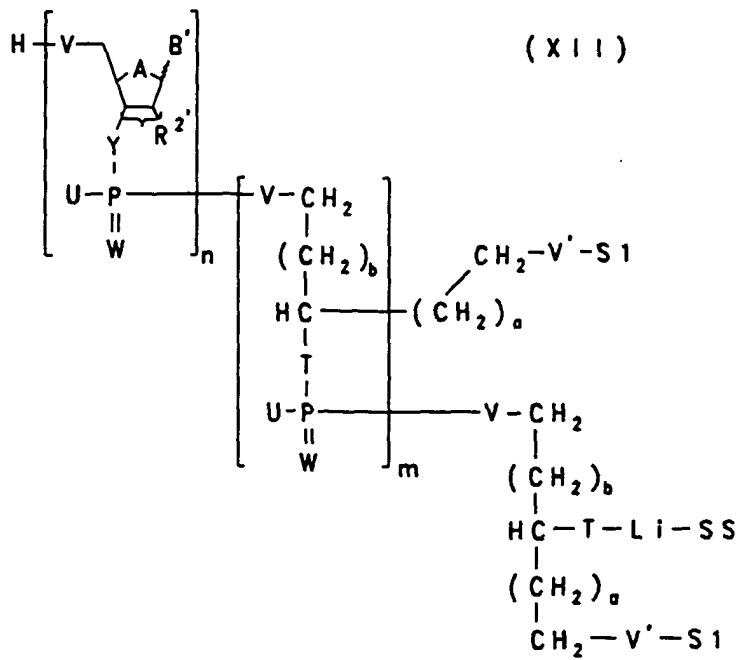 H-V
A
B'
(XII)
R2'
Y
U-P
V-CH2
W
n
(CH2)b
CH2-V'-S1
HC
(CH2)a
T
U-P
V-CH2
W
m
(CH2)b
HC-T-Li-SS
(CH2)a
CH2-V'-S1